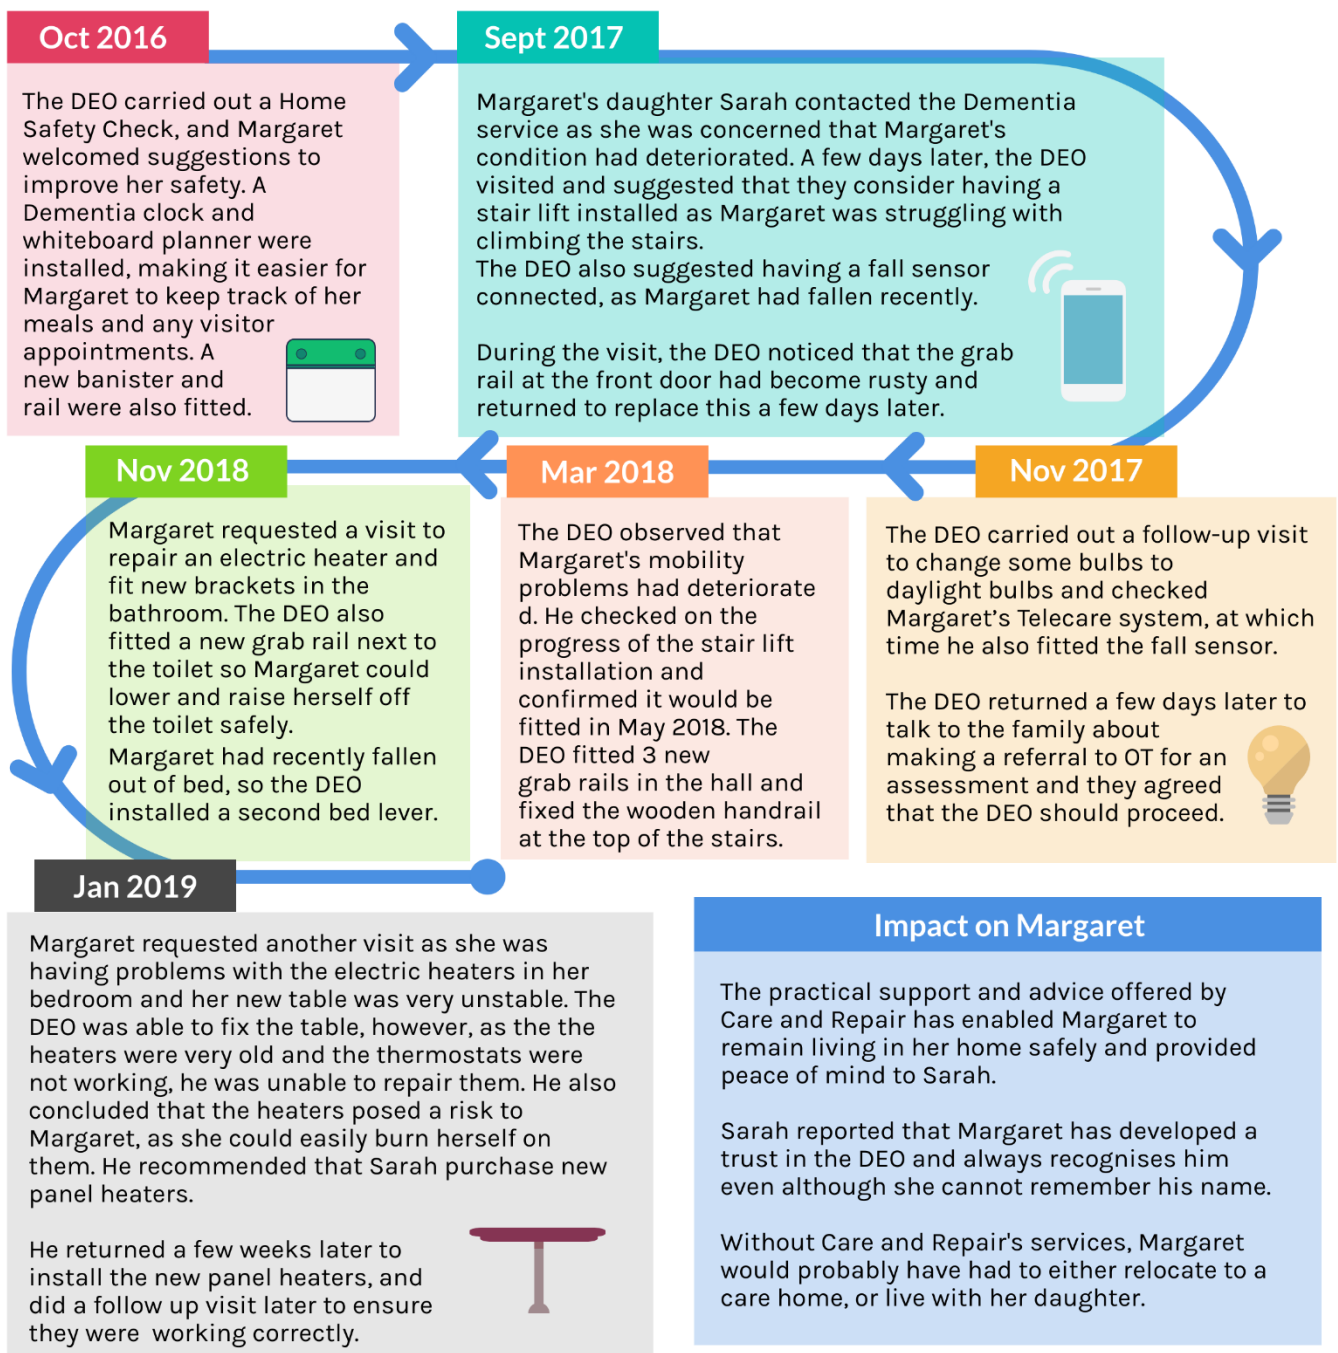 Oct 2016
The DEO carried out a Home
Safety Check, and Margaret
welcomed suggestions to
improve her safety. A
Dementia clock and
whiteboard planner were
installed, making it easier for
Margaret to keep track of her
meals and any visitor
appointments. A
new banister and
rail were also fitted.
Sept 2017
Margaret's daughter Sarah contacted the Dementia
service as she was concerned that Margaret's
condition had deteriorated. A few days later, the DEO
visited and suggested that they consider having a
stair lift installed as Margaret was struggling with
climbing the stairs.
The DEO also suggested having a fall sensor
connected, as Margaret had fallen recently.
During the visit, the DEO noticed that the grab
rail at the front door had become rusty and
returned to replace this a few days later.
Nov 2017
The DEO carried out a follow-up visit
to change some bulbs to
daylight bulbs and checked
Margaret’s Telecare system, at which
time he also fitted the fall sensor.
The DEO returned a few days later to
talk to the family about
making a referral to OT for an
assessment and they agreed
that the DEO should proceed.
Mar 2018
The DEO observed that
Margaret's mobility
problems had deteriorate
d. He checked on the
progress of the stair lift
installation and
confirmed it would be
fitted in May 2018. The
DEO fitted 3 new
grab rails in the hall and
fixed the wooden handrail
at the top of the stairs.
Nov 2018
Margaret requested a visit to
repair an electric heater and
fit new brackets in the
bathroom. The DEO also
fitted a new grab rail next to
the toilet so Margaret could
lower and raise herself off
the toilet safely.
Margaret had recently fallen
out of bed, so the DEO
installed a second bed lever.
Jan 2019
Margaret requested another visit as she was
having problems with the electric heaters in her
bedroom and her new table was very unstable. The
DEO was able to fix the table, however, as the the
heaters were very old and the thermostats were
not working, he was unable to repair them. He also
concluded that the heaters posed a risk to
Margaret, as she could easily burn herself on
them. He recommended that Sarah purchase new
panel heaters.
He returned a few weeks later to
install the new panel heaters, and
did a follow up visit later to ensure
they were working correctly.
Impact on Margaret
The practical support and advice offered by
Care and Repair has enabled Margaret to
remain living in her home safely and provided
peace of mind to Sarah.
Sarah reported that Margaret has developed a
trust in the DEO and always recognises him
even although she cannot remember his name.
Without Care and Repair's services, Margaret
would probably have had to either relocate to a
care home, or live with her daughter.